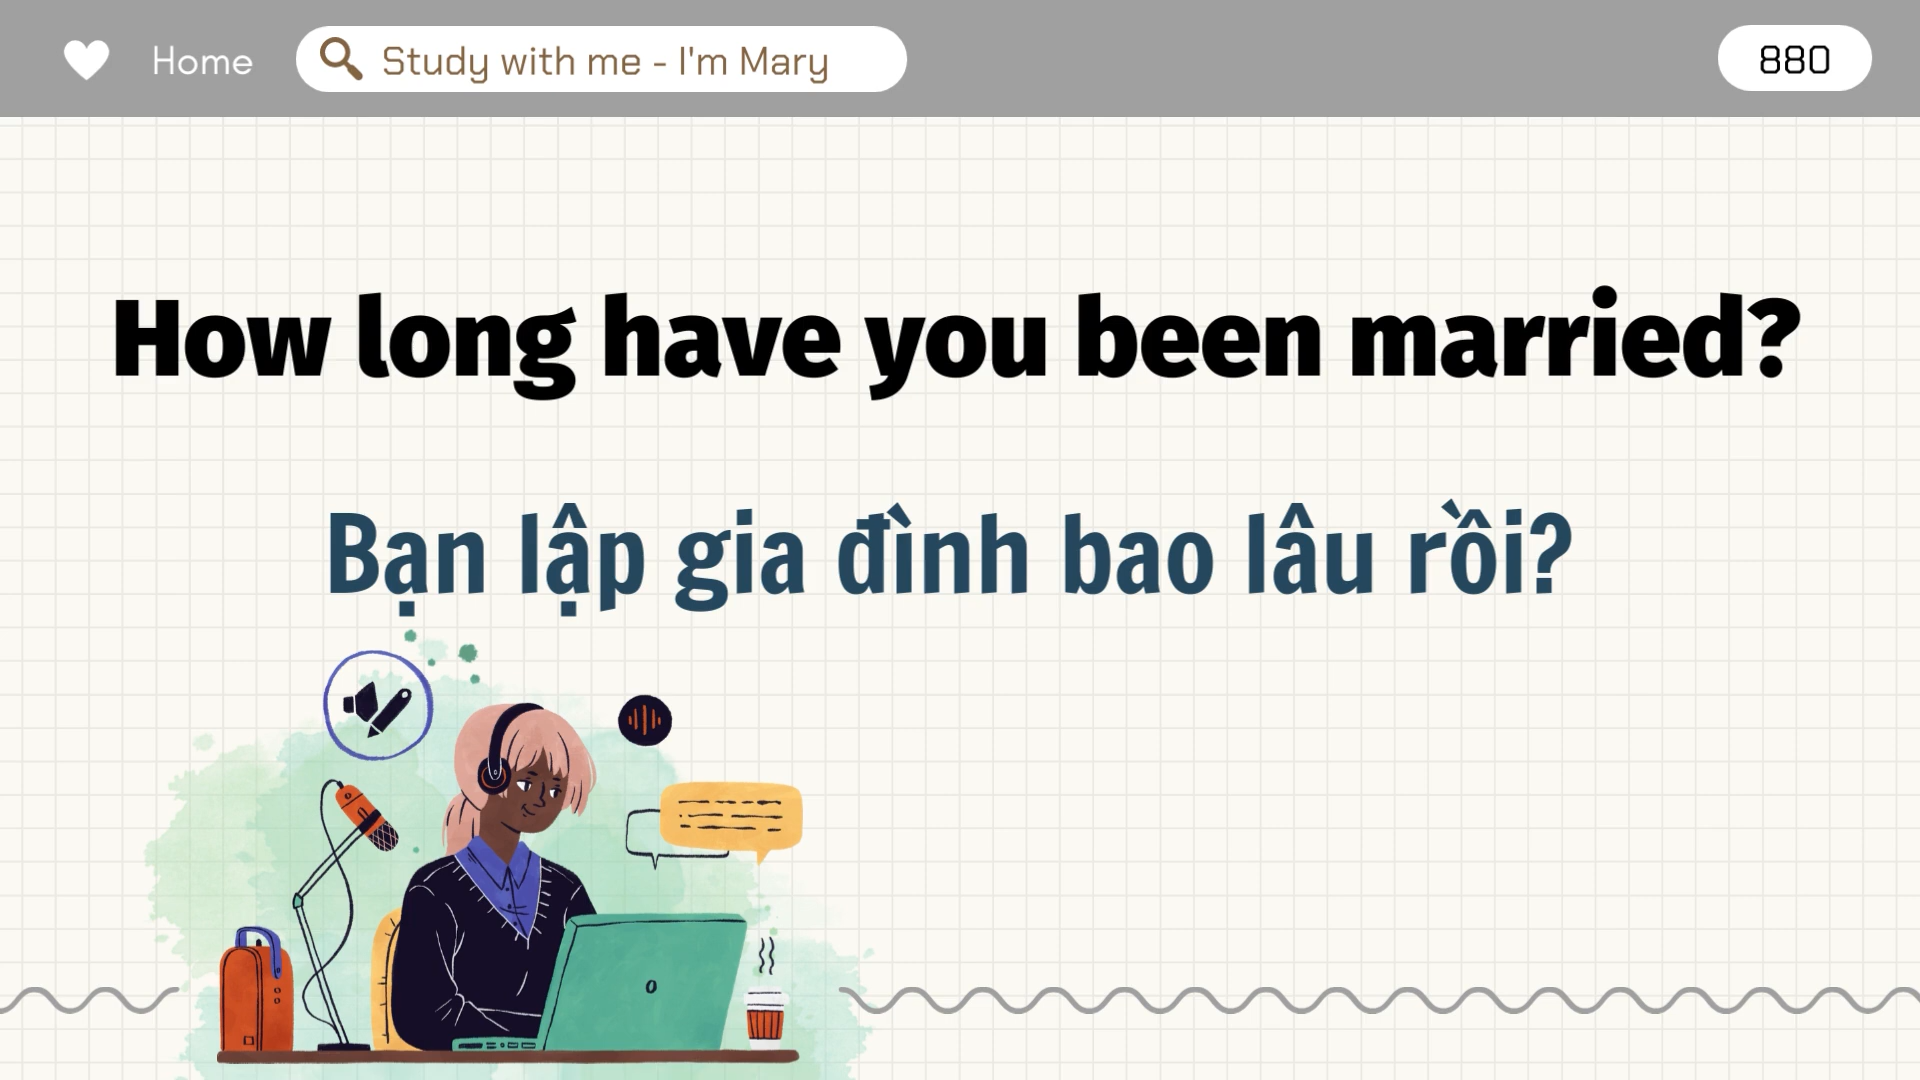 Home
Study with me - I'm Mary
880
How long have you been married?
Bạn lập gia đình bao lâu rồi?